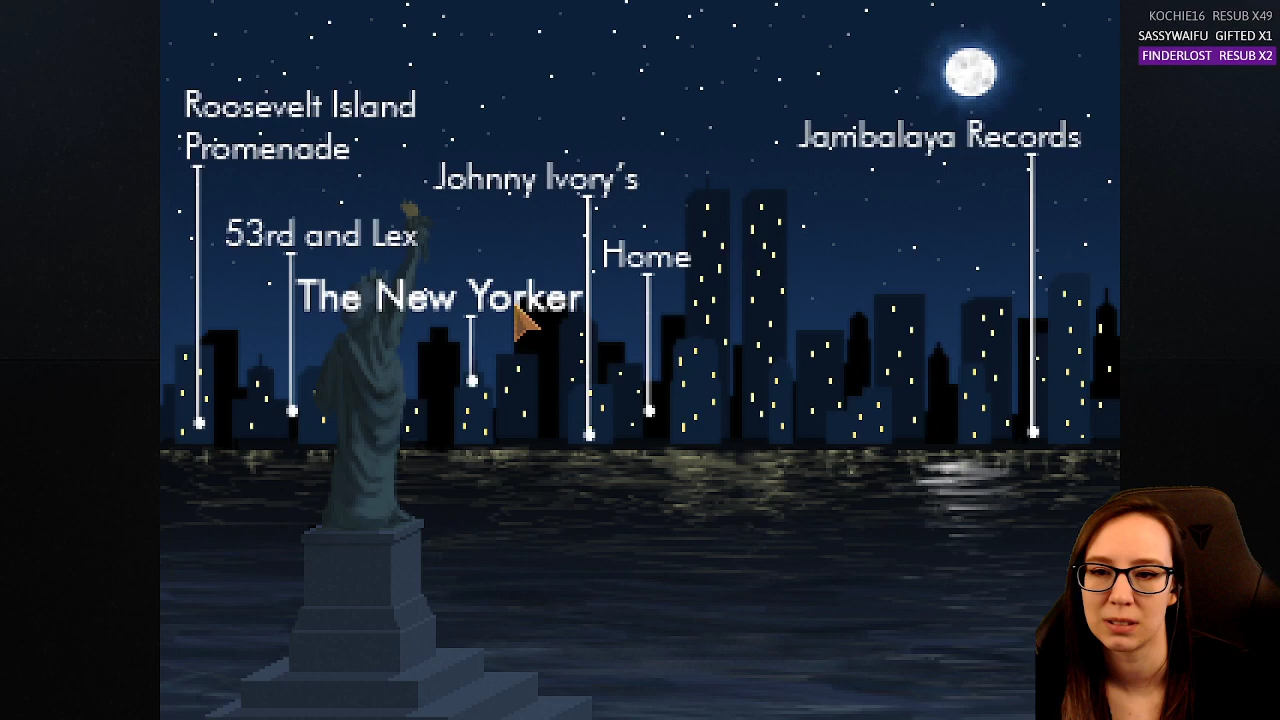 KOCHIE16 RESUB X49
SASSYWAIFU GIFTED X1
FINDERLOST RESUB X2
Roosevelt Island
Promenade
Jambalaya Records
Johnny Ivory's
53rd and Lex
Home
The New Yorker